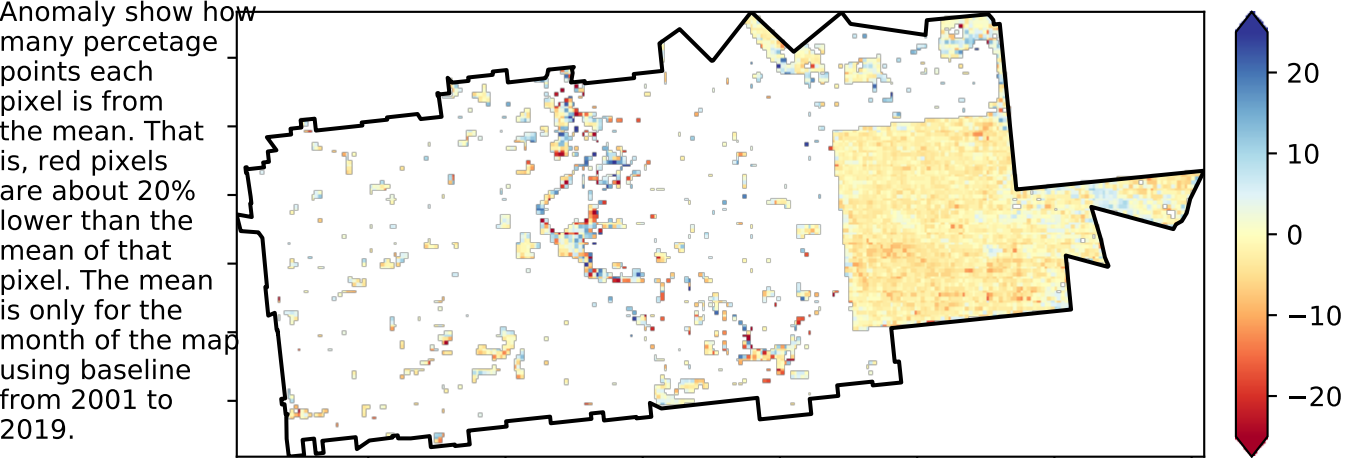 Anomaly show how
many percetage
points each
pixel is from
the mean. That
is, red pixels
are about 20%
lower than the
mean of that
pixel. The mean
is only for the
month of the map
using baseline
from 2001 to
2019.
20
10
0
−10
−20